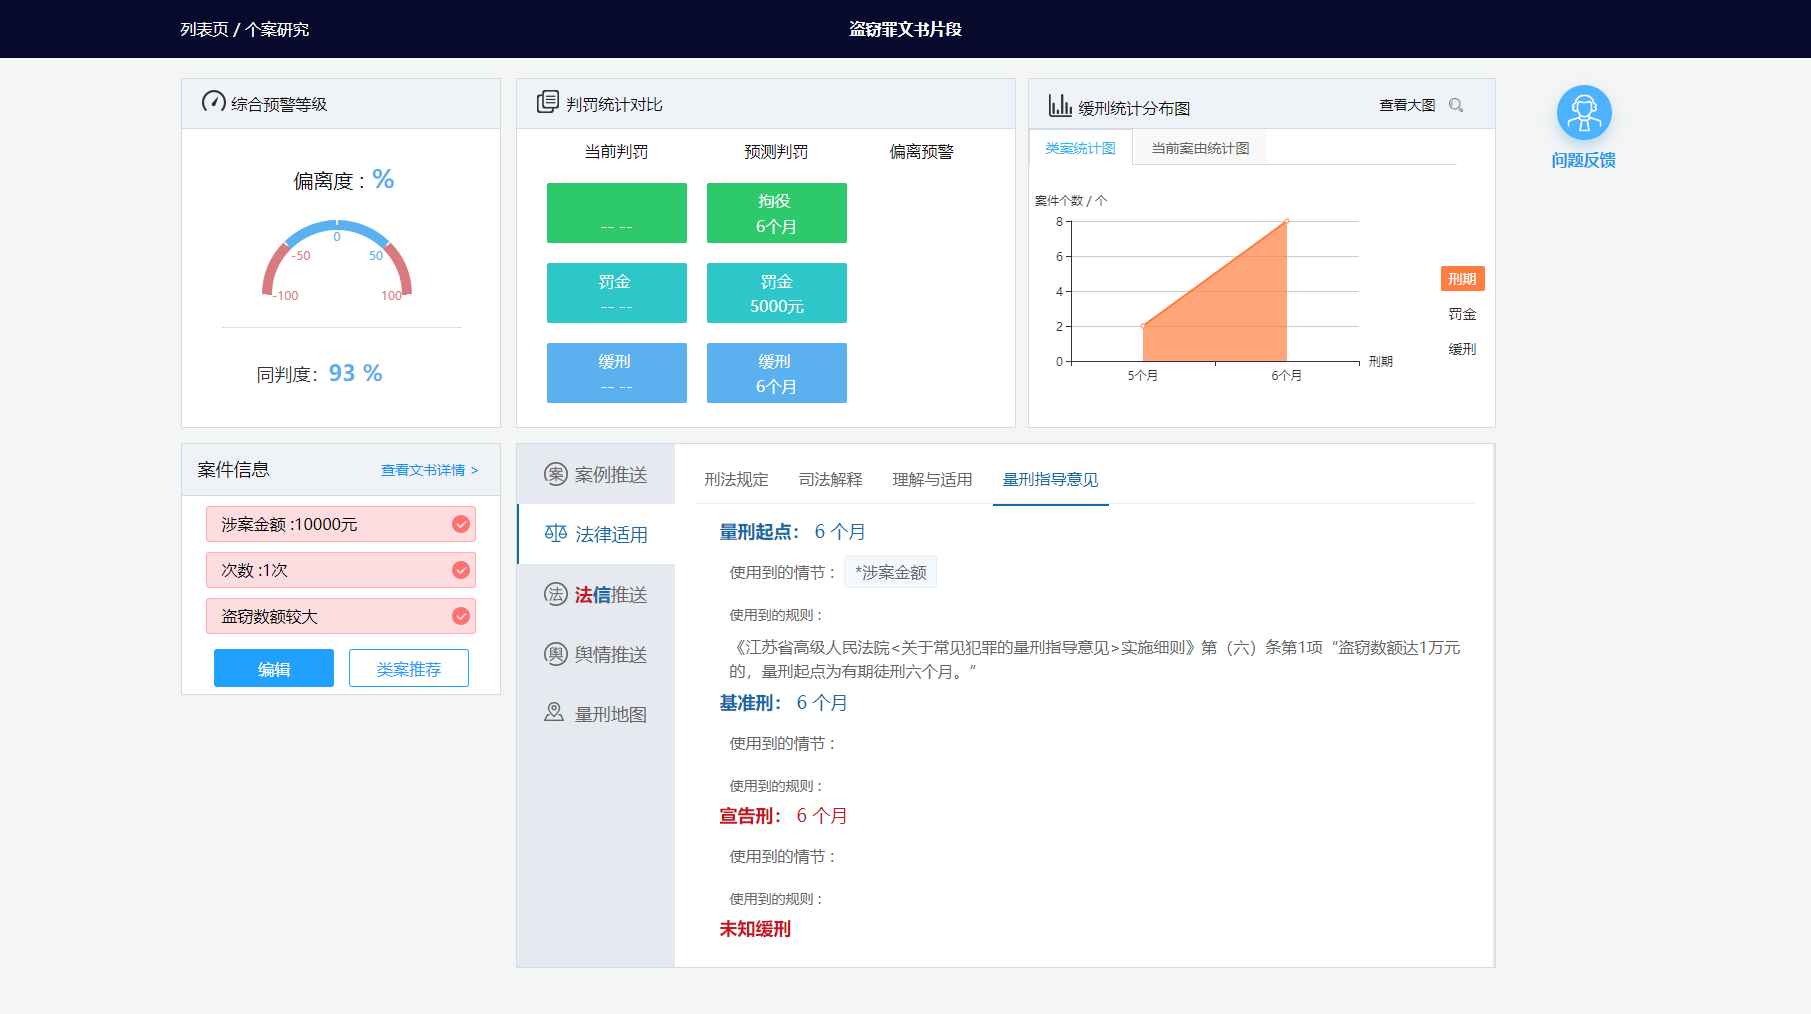 列表页 / 个案研究
盗窃罪文书片段
综合预警等级
偏离度：%
0
-50
50
-100
100
同判度：93 %
判罚统计对比
当前判罚
预测判罚
偏离预警
-- --
拘役
6个月
罚金
-- --
罚金
5000元
缓刑
-- --
缓刑
6个月
缓刑统计分布图
查看大图
类案统计图
当前案由统计图
案件个数 / 个
8
6
4
2
0
5个月
6个月
刑期
刑期
罚金
缓刑
问题反馈
案件信息
查看文书详情 >
涉案金额 :10000元
次数 :1次
盗窃数额较大
编辑
类案推荐
案 案例推送
法律适用
法 法信推送
舆 舆情推送
量刑地图
刑法规定
司法解释
理解与适用
量刑指导意见
量刑起点： 6 个月
使用到的情节： *涉案金额
使用到的规则：
《江苏省高级人民法院<关于常见犯罪的量刑指导意见>实施细则》第（六）条第1项“盗窃数额达1万元
的，量刑起点为有期徒刑六个月。”
基准刑： 6 个月
使用到的情节：
使用到的规则：
宣告刑： 6 个月
使用到的情节：
使用到的规则：
未知缓刑